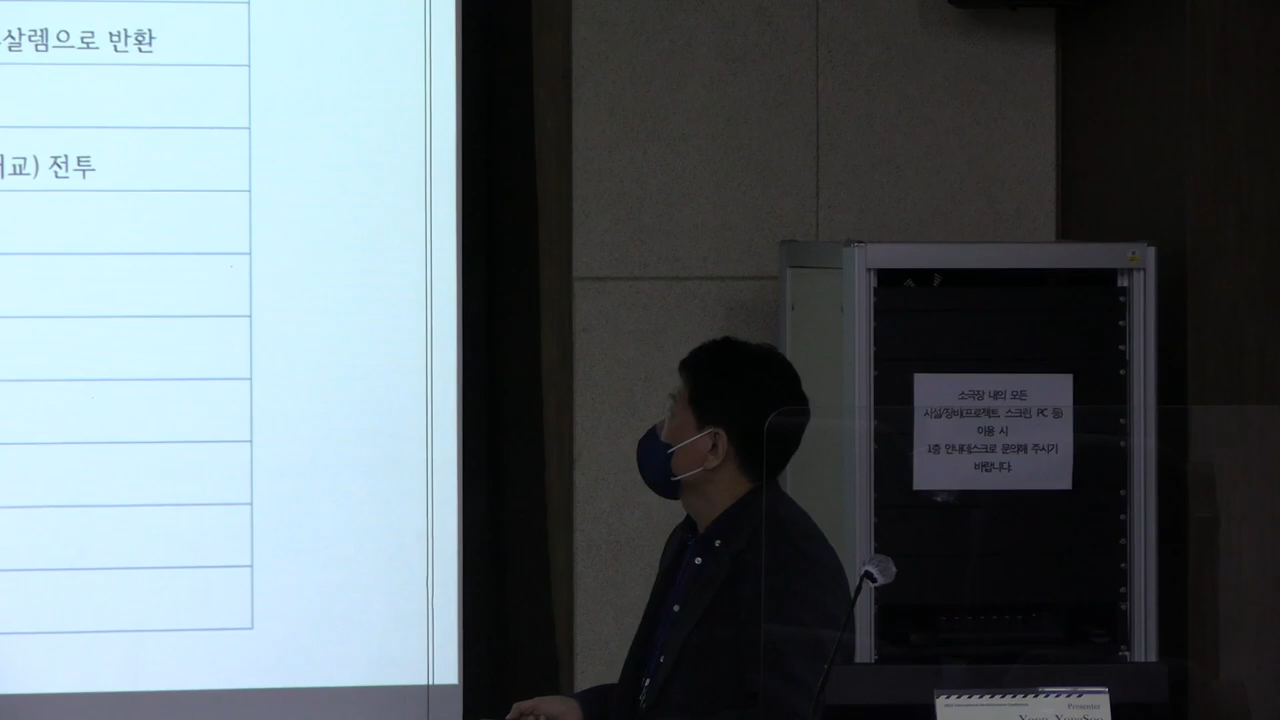 살렘으로 반환
교) 전투
소극장 내의 모든
시설/장비(프로젝트, 스크린, PC 등)
이용 시
1층 안내데스크로 문의해 주시기
바랍니다.
Presenter